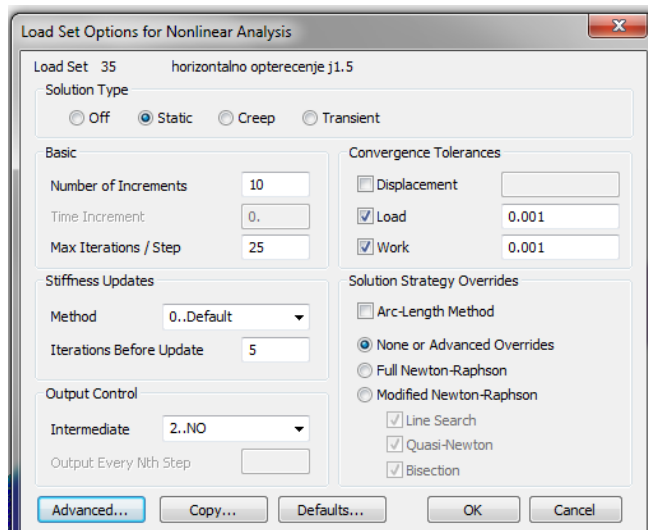 Load Set Options for Nonlinear Analysis
Load Set 35 horizontalno opterecenje j1.5
Solution Type
Off Static Creep Transient
Basic
Number of Increments 10
Time Increment 0.
Max Iterations / Step 25
Convergence Tolerances
Displacement
Load 0.001
Work 0.001
Stiffness Updates
Method 0..Default
Iterations Before Update 5
Solution Strategy Overrides
Arc-Length Method
None or Advanced Overrides
Full Newton-Raphson
Modified Newton-Raphson
Line Search
Quasi-Newton
Bisection
Output Control
Intermediate 2..NO
Output Every Nth Step
Advanced... Copy... Defaults... OK Cancel